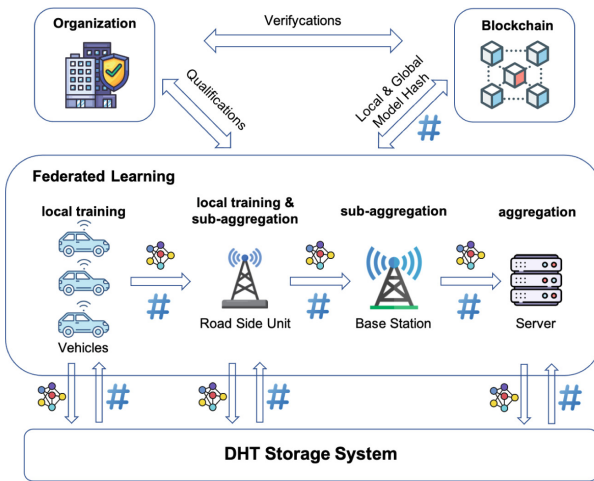 Organization
Verifycations
Blockchain
Qualifications
Local & Global
Model Hash
#
Federated Learning
local training
local training &
sub-aggregation
sub-aggregation
aggregation
#
#
#
Vehicles
Road Side Unit
Base Station
Server
#
#
#
DHT Storage System